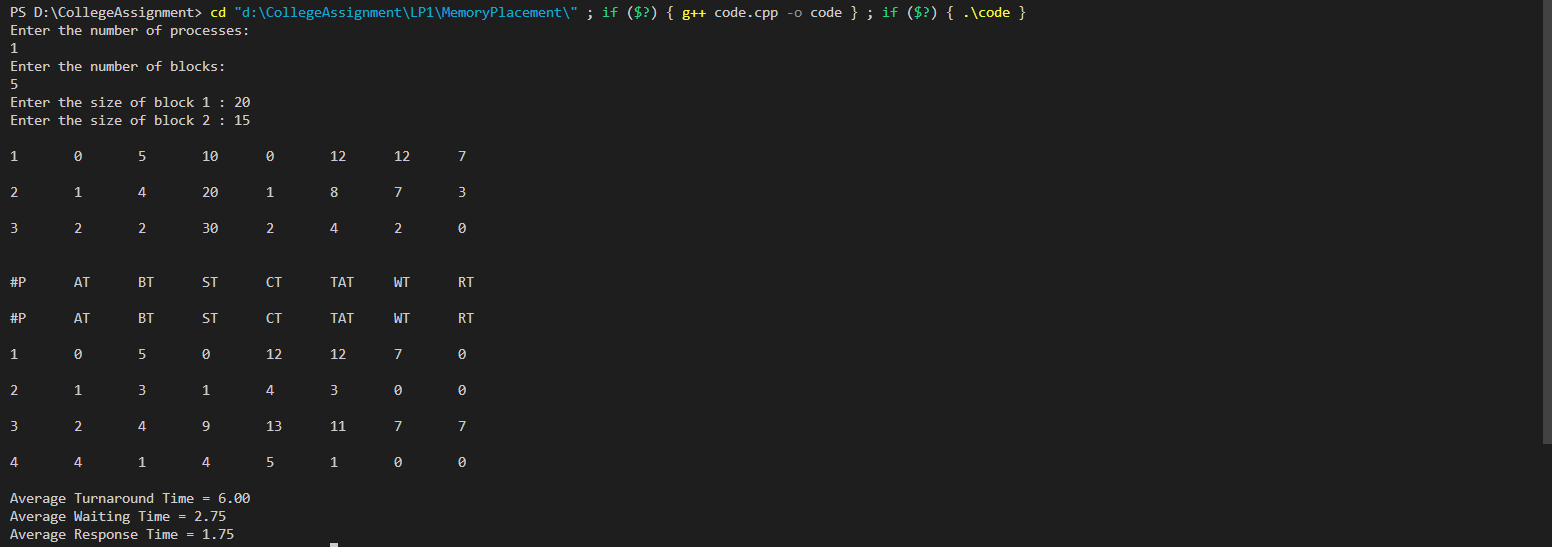 PS D:\CollegeAssignment> cd "d:\CollegeAssignment\LP1\MemoryPlacement\" ; if ($?) { g++ code.cpp -o code } ; if ($?) { .\code }
Enter the number of processes:
1
Enter the number of blocks:
5
Enter the size of block 1 : 20
Enter the size of block 2 : 15
1 0 5 10 0 12 12 7
2 1 4 20 1 8 7 3
3 2 2 30 2 4 2 0
#P AT BT ST CT TAT WT RT
#P AT BT ST CT TAT WT RT
1 0 5 0 12 12 7 0
2 1 3 1 4 3 0 0
3 2 4 9 13 11 7 7
4 4 1 4 5 1 0 0
Average Turnaround Time = 6.00
Average Waiting Time = 2.75
Average Response Time = 1.75